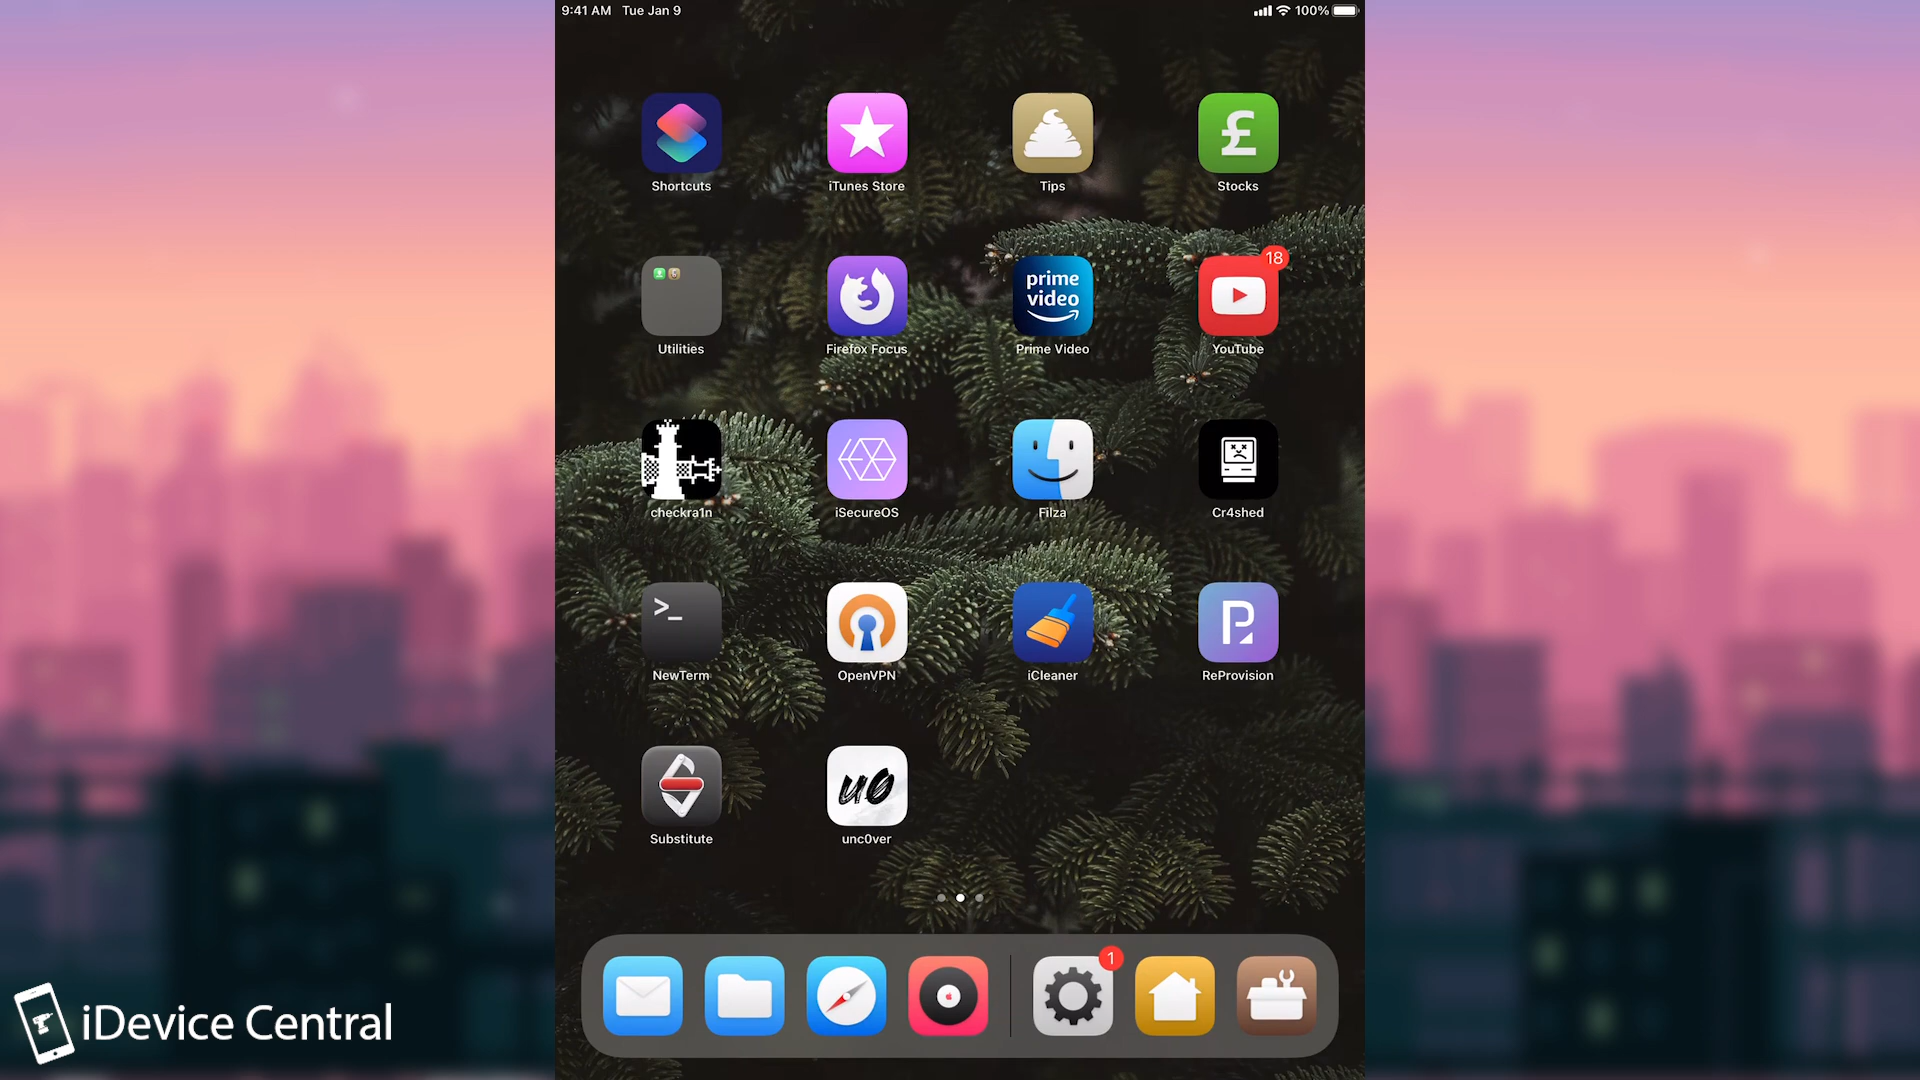 9:41 AM Tue Jan 9 100%
Shortcuts iTunes Store Tips £ Stocks
Utilities Firefox Focus prime video Prime Video 18 YouTube
checkra1n iSecureOS Filza Cr4shed
>_ NewTerm OpenVPN iCleaner P ReProvision
Substitute u0 unc0ver
1
iDevice Central